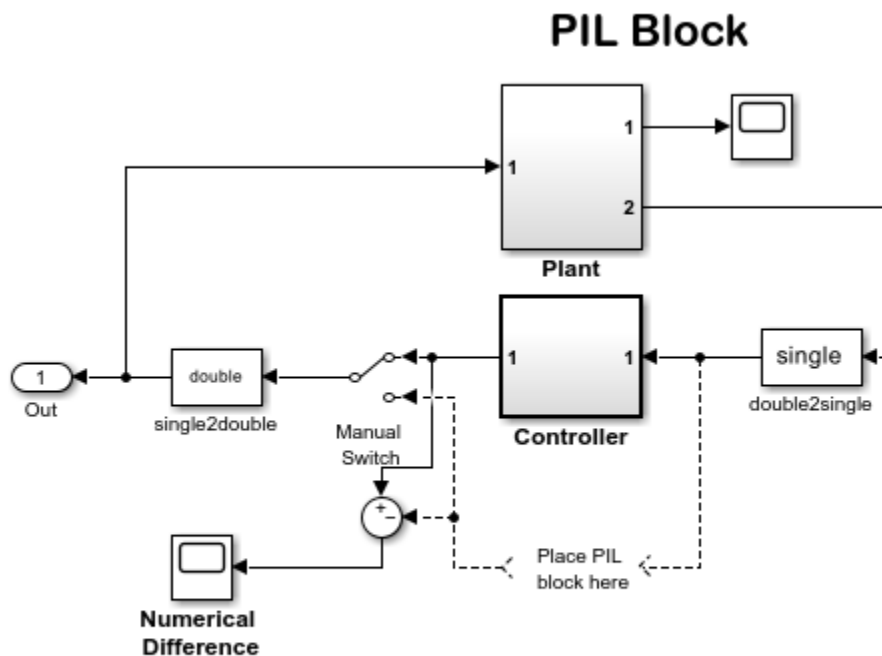 PIL Block
1
1
2
Plant
1
Out
double
single2double
Manual
Switch
1
1
Controller
single
double2single
+
−
Place PIL
block here
Numerical
Difference